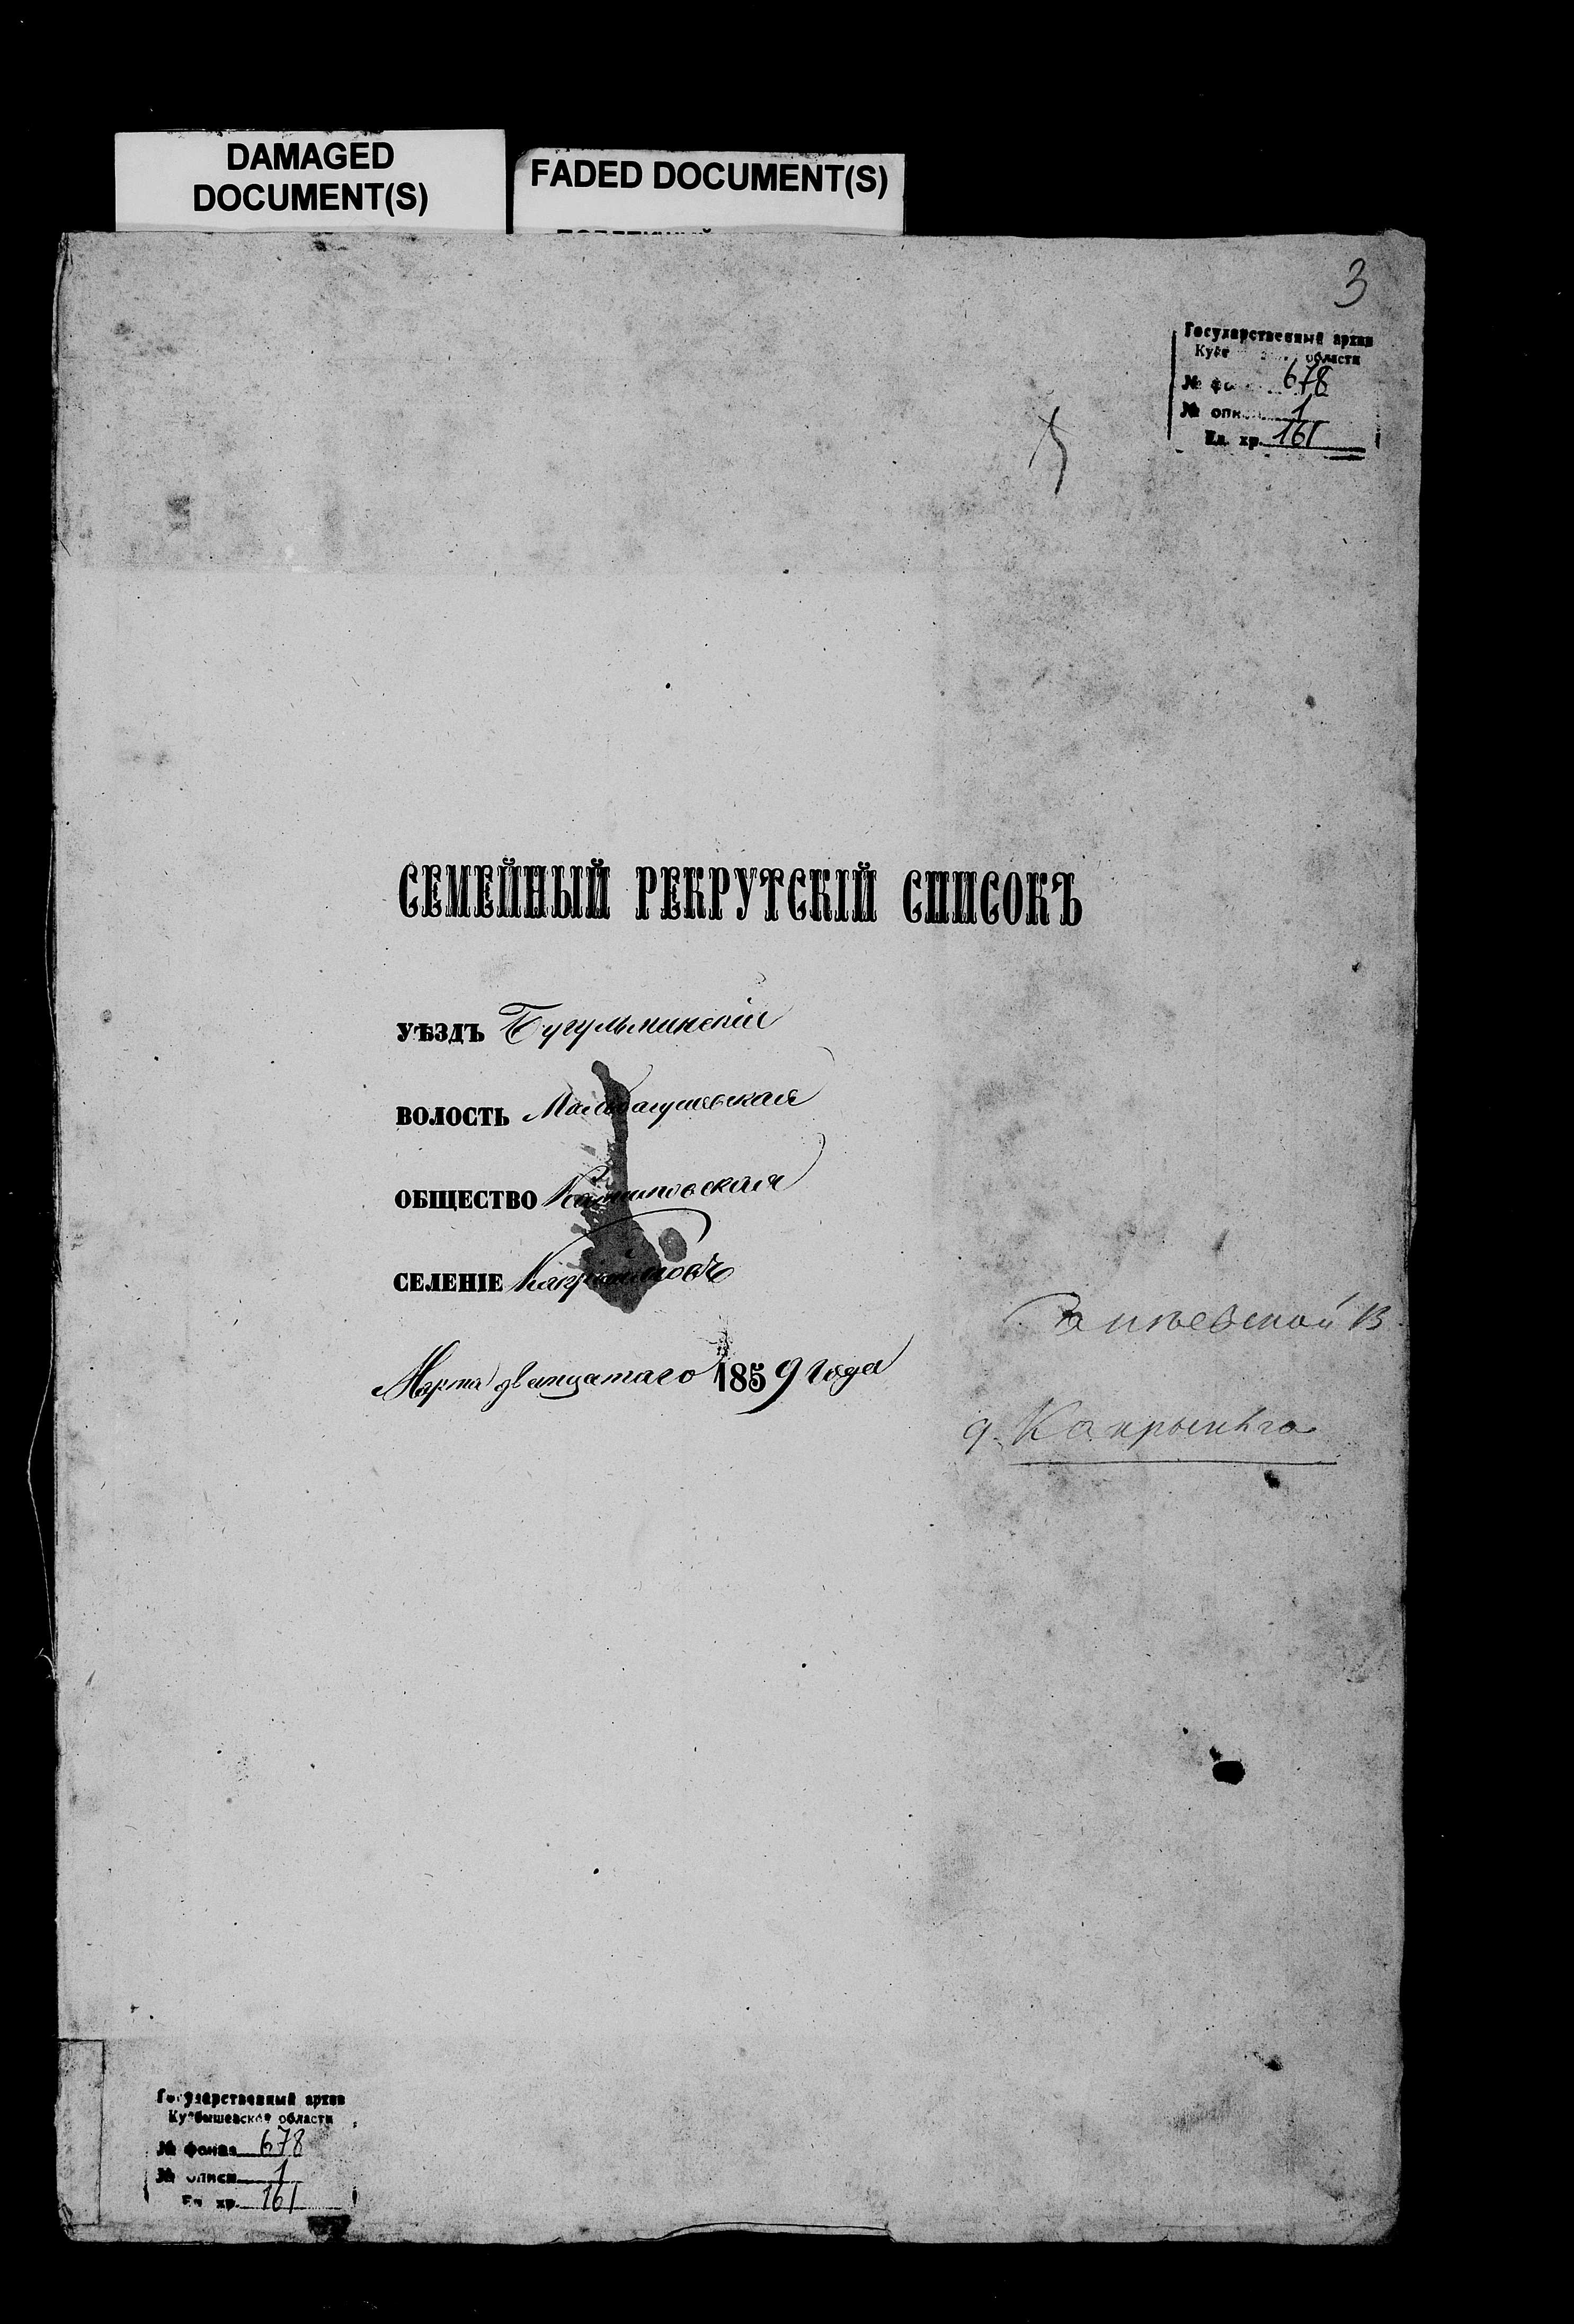 DAMAGED
DOCUMENT(S)
FADED DOCUMENT(S)
3
Государственный архив
области
№ 678
№ опи 1
Ед. хр. 161
СЕМЕЙНЫЙ РЕКРУТСКІЙ СПИСОКЪ
УѢЗДЪ Бугульминскій
ВОЛОСТЬ
ОБЩЕСТВО
СЕЛЕНІЕ
Марта двадцатаго 1859 года
В.
д.
Государственный архив
Куйбышевской области
№ фонда 678
№ описи 1
Ед. хр. 161